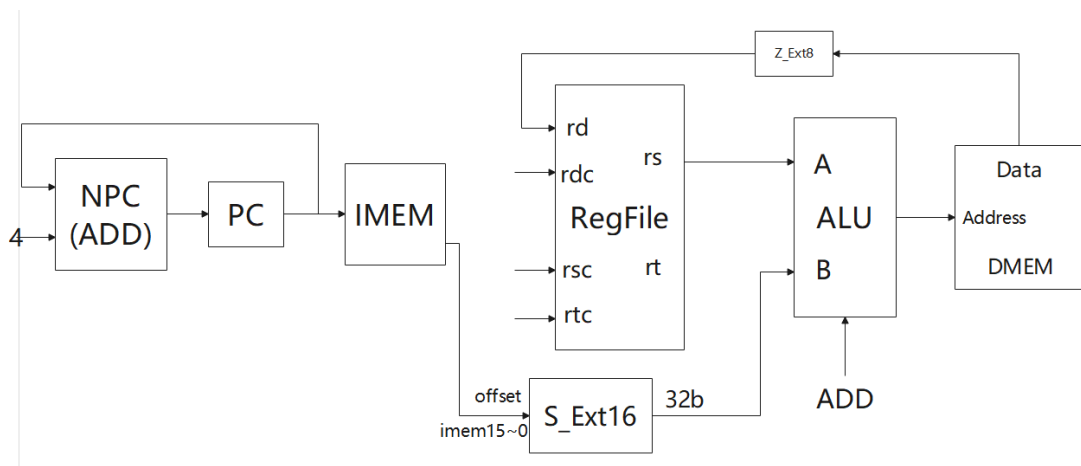 Z_Ext8
rd
rs
rdc
RegFile
rt
rsc
rtc
A
ALU
B
Data
Address
DMEM
4
NPC
(ADD)
PC
IMEM
offset
imem15~0
S_Ext16
32b
ADD